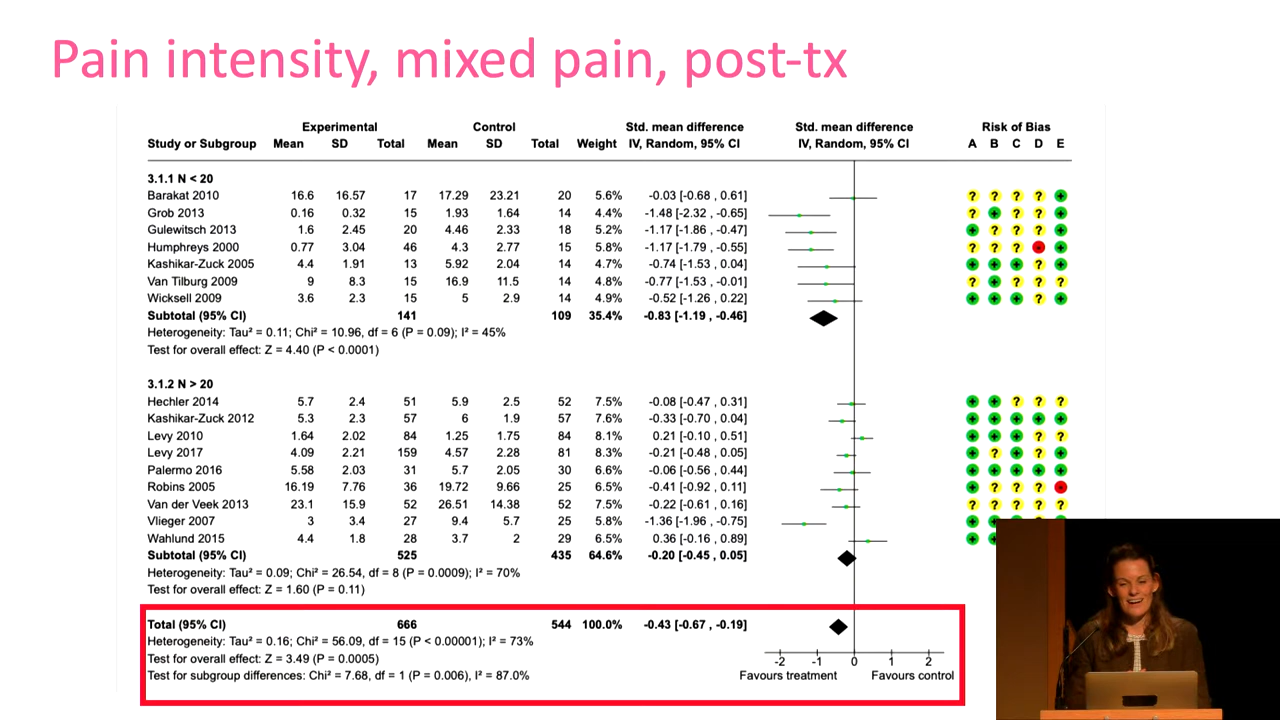 Pain intensity, mixed pain, post-tx
Experimental Control Std. mean difference Std. mean difference Risk of Bias
Study or Subgroup Mean SD Total Mean SD Total Weight IV, Random, 95% CI IV, Random, 95% CI A B C D E
3.1.1 N < 20
Barakat 2010 16.6 16.57 17 17.29 23.21 20 5.6% -0.03 [-0.68 , 0.61] ? ? ? ? +
Grob 2013 0.16 0.32 15 1.93 1.64 14 4.4% -1.48 [-2.32 , -0.65] ? + ? ? +
Gulewitsch 2013 1.6 2.45 20 4.46 2.33 18 5.2% -1.17 [-1.86 , -0.47] + ? ? ? +
Humphreys 2000 0.77 3.04 46 4.3 2.77 15 5.7% -1.17 [-1.79 , -0.55] ? ? ? +
Kashikar-Zuck 2005 4.4 1.91 13 5.92 2.04 14 4.7% -0.74 [-1.53 , 0.04] + + + ? +
Van Tilburg 2009 9 8.3 15 16.9 11.5 14 4.8% -0.77 [-1.53 , -0.01] ? + ? ? +
Wicksell 2009 3.6 2.3 15 5 2.9 14 4.9% -0.52 [-1.26 , 0.22] + + + ? +
Subtotal (95% CI) 141 109 35.4% -0.83 [-1.19 , -0.46]
Heterogeneity: Tau² = 0.11; Chi² = 10.96, df = 6 (P = 0.09); I² = 45%
Test for overall effect: Z = 4.40 (P < 0.0001)
3.1.2 N > 20
Hechler 2014 5.7 2.4 51 5.9 2.5 52 7.5% -0.08 [-0.47 , 0.31] + + ? ? ?
Kashikar-Zuck 2012 5.3 2.3 57 6 1.9 57 7.6% -0.33 [-0.70 , 0.04] + + + + +
Levy 2010 1.64 2.02 84 1.25 1.75 84 8.1% 0.21 [-0.10 , 0.51] + + + ? ?
Levy 2017 4.09 2.21 159 4.57 2.28 81 8.3% -0.21 [-0.48 , 0.05] + ? + ? +
Palermo 2016 5.58 2.03 31 5.7 2.05 30 6.6% -0.06 [-0.56 , 0.44] + + + + +
Robins 2005 16.19 7.76 36 19.72 9.66 25 6.5% -0.41 [-0.92 , 0.11] + ? ? ?
Van der Veek 2013 23.1 15.9 52 26.51 14.38 52 7.5% -0.22 [-0.61 , 0.16] ? ? ? ? ?
Vlieger 2007 3 3.4 27 9.4 5.7 25 5.8% -1.36 [-1.96 , -0.75] +
Wahlund 2015 4.4 1.8 28 3.7 2 29 6.5% 0.36 [-0.16 , 0.89] +
Subtotal (95% CI) 525 435 64.6% -0.20 [-0.45 , 0.05]
Heterogeneity: Tau² = 0.09; Chi² = 26.54, df = 8 (P = 0.0009); I² = 70%
Test for overall effect: Z = 1.60 (P = 0.11)
Total (95% CI) 666 544 100.0% -0.43 [-0.67 , -0.19]
Heterogeneity: Tau² = 0.16; Chi² = 56.09, df = 15 (P < 0.00001); I² = 73%
Test for overall effect: Z = 3.49 (P = 0.0005)
Test for subgroup differences: Chi² = 7.68, df = 1 (P = 0.006), I² = 87.0%
-2 -1 0 1 2
Favours treatment Favours control